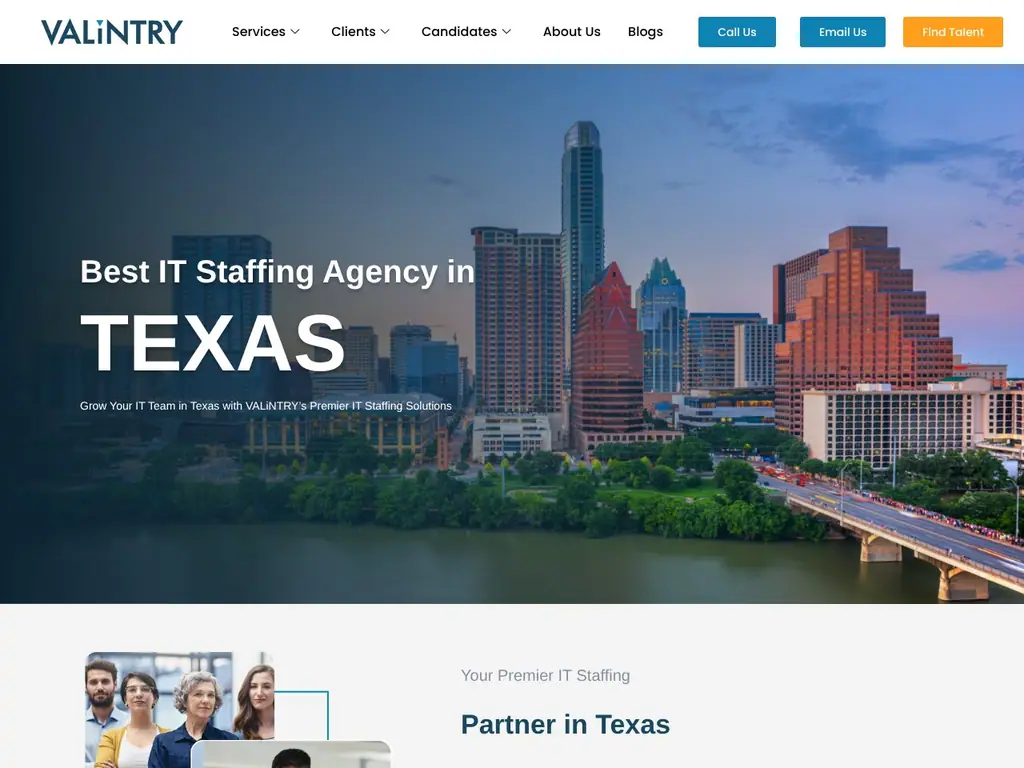 VALiNTRY
Services
Clients
Candidates
About Us
Blogs
Call Us
Email Us
Find Talent
Best IT Staffing Agency in
TEXAS
Grow Your IT Team in Texas with VALiNTRY's Premier IT Staffing Solutions
Your Premier IT Staffing
Partner in Texas